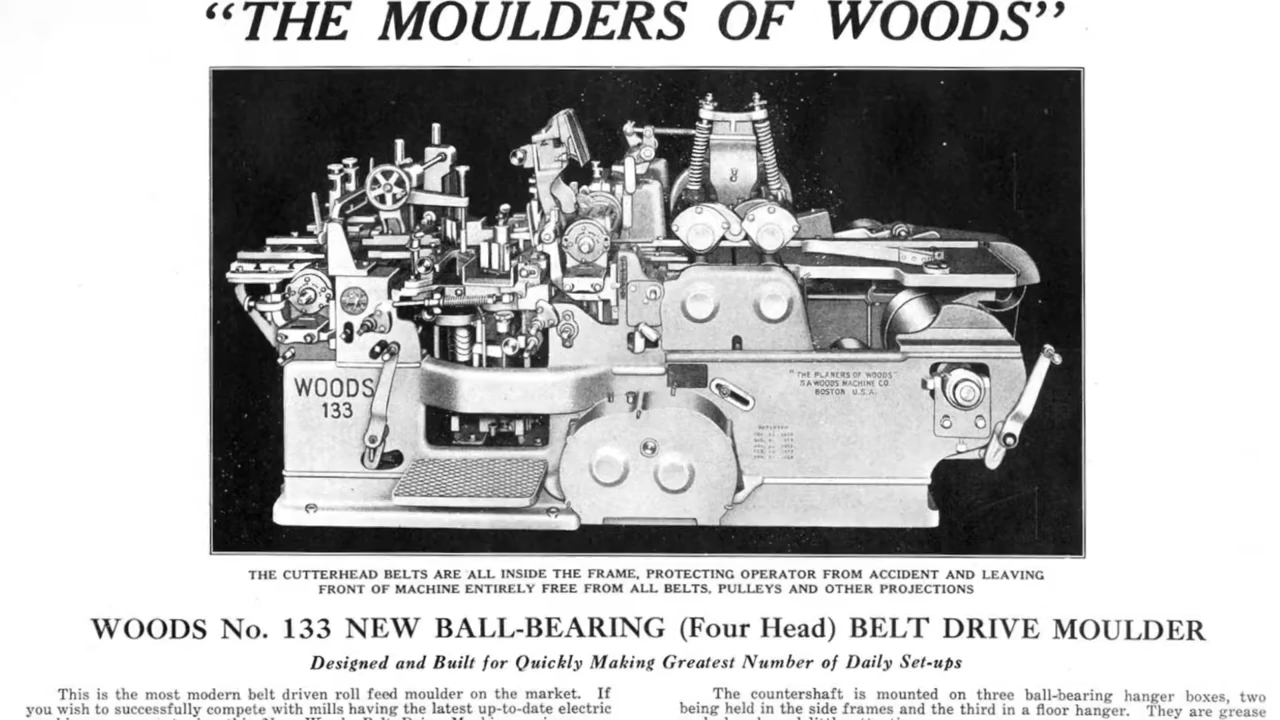 "THE MOULDERS OF WOODS"
WOODS
133
"THE PLANERS OF WOODS"
S A WOODS MACHINE CO.
BOSTON U.S.A.
THE CUTTERHEAD BELTS ARE ALL INSIDE THE FRAME, PROTECTING OPERATOR FROM ACCIDENT AND LEAVING
FRONT OF MACHINE ENTIRELY FREE FROM ALL BELTS, PULLEYS AND OTHER PROJECTIONS
WOODS No. 133 NEW BALL-BEARING (Four Head) BELT DRIVE MOULDER
Designed and Built for Quickly Making Greatest Number of Daily Set-ups
This is the most modern belt driven roll feed moulder on the market. If
you wish to successfully compete with mills having the latest up-to-date electric
The countershaft is mounted on three ball-bearing hanger boxes, two
being held in the side frames and the third in a floor hanger. They are grease